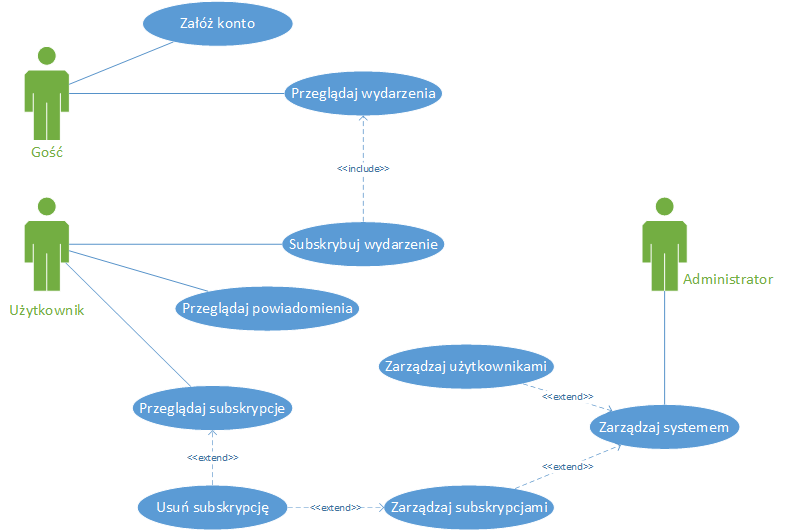 Załóż konto
Przeglądaj wydarzenia
Gość
<<include>>
Subskrybuj wydarzenie
Administrator
Użytkownik
Przeglądaj powiadomienia
Zarządzaj użytkownikami
<<extend>>
Przeglądaj subskrypcje
Zarządzaj systemem
<<extend>>
<<extend>>
Usuń subskrypcję
<<extend>>
Zarządzaj subskrypcjami